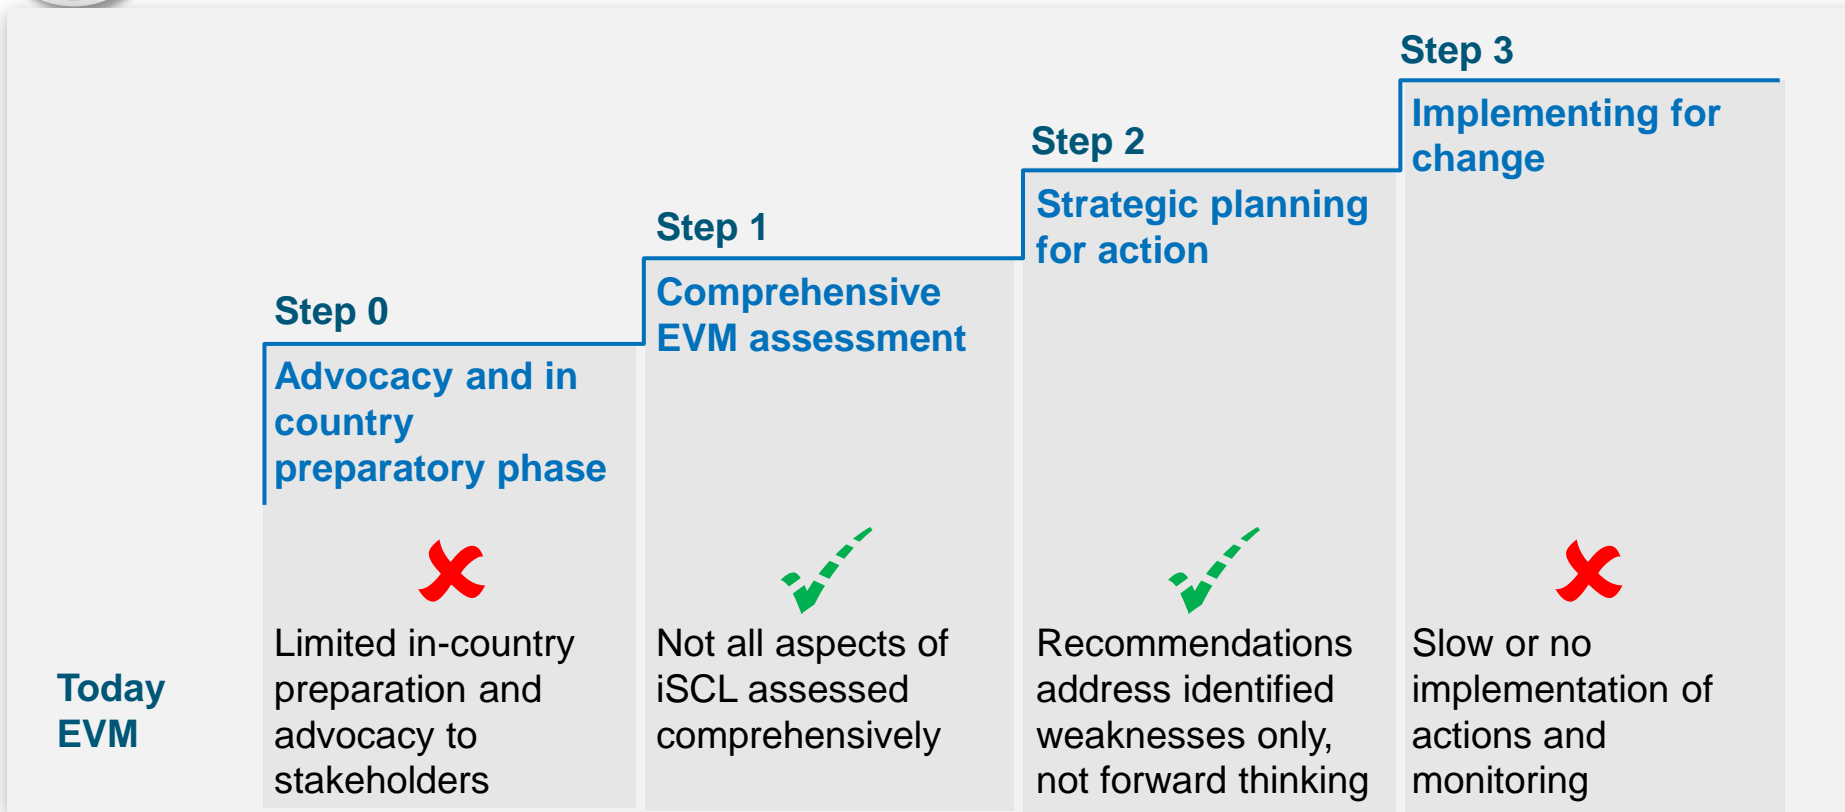 Step 3
Implementing for
change
Step 2
Strategic planning
for action
Step 1
Comprehensive
EVM assessment
Step 0
Advocacy and in
country
preparatory phase
Today
EVM
Limited in-country
preparation and
advocacy to
stakeholders
Not all aspects of
iSCL assessed
comprehensively
Recommendations
address identified
weaknesses only,
not forward thinking
Slow or no
implementation of
actions and
monitoring